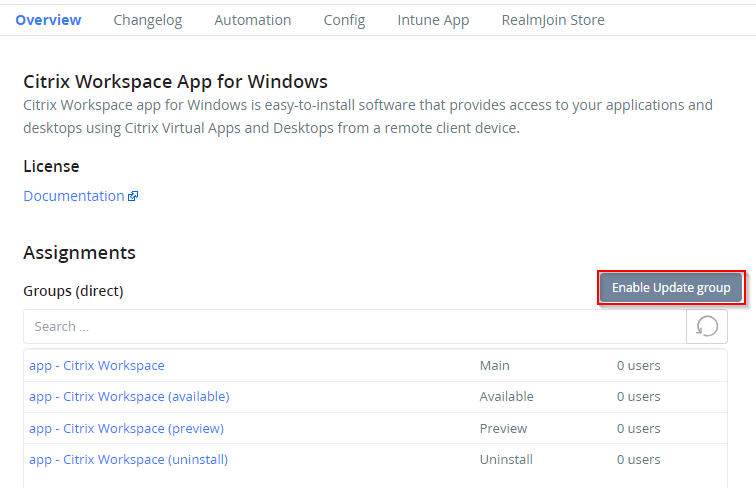 Overview Changelog Automation Config Intune App RealmJoin Store
Citrix Workspace App for Windows
Citrix Workspace app for Windows is easy-to-install software that provides access to your applications and
desktops using Citrix Virtual Apps and Desktops from a remote client device.
License
Documentation
Assignments
Enable Update group
Groups (direct)
Search ...
app - Citrix Workspace Main 0 users
app - Citrix Workspace (available) Available 0 users
app - Citrix Workspace (preview) Preview 0 users
app - Citrix Workspace (uninstall) Uninstall 0 users